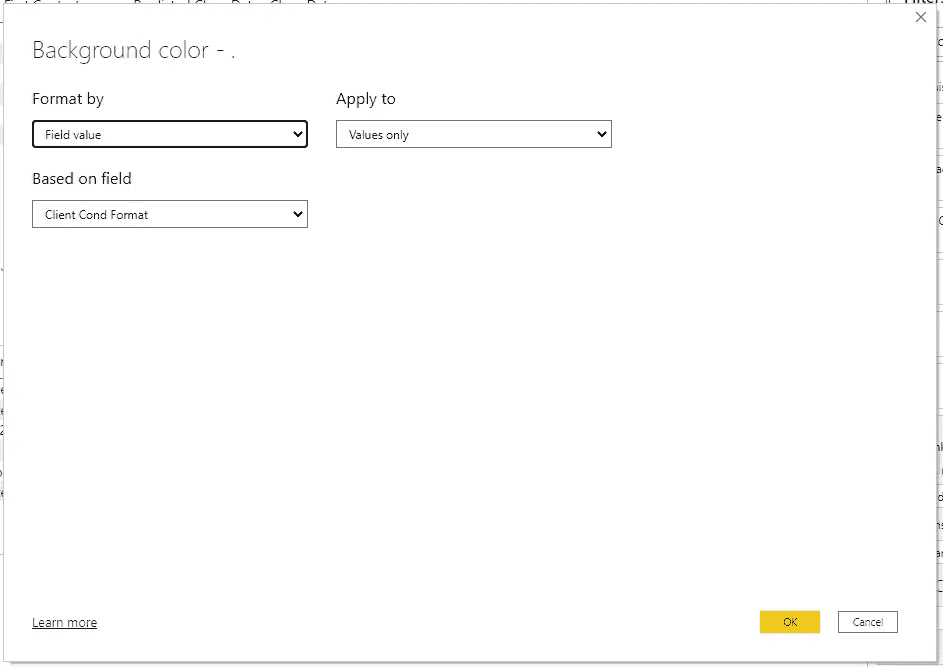 Background color - .
Format by
Apply to
Field value
Values only
Based on field
Client Cond Format
Learn more
OK
Cancel